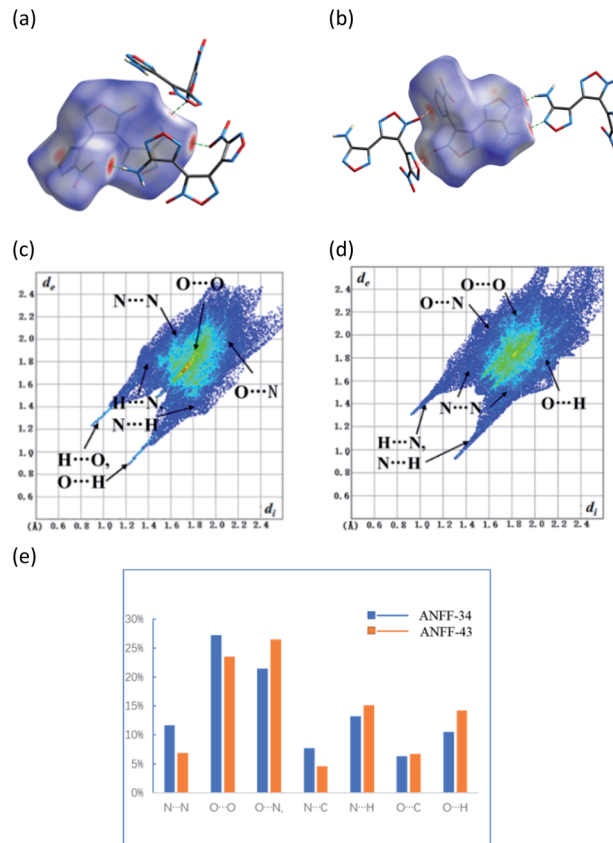 (a)
(b)
(c)
(d)
de
2.4
2.2
2.0
1.8
1.6
1.4
1.2
1.0
0.8
0.6
O···O
N···N
O···N
H···N,
N···H
H···O,
O···H
(Å) 0.6 0.8 1.0 1.2 1.4 1.6 1.8 2.0 2.2 2.4
di
de
2.4
2.2
2.0
1.8
1.6
1.4
1.2
1.0
0.8
0.6
O···O
O···N
N···N
O···H
H···N,
N···H
(Å) 0.6 0.8 1.0 1.2 1.4 1.6 1.8 2.0 2.2 2.4
di
(e)
30%
25%
20%
15%
10%
5%
0%
ANFF-34
ANFF-43
N···N O···O O···N, N···C N···H O···C O···H